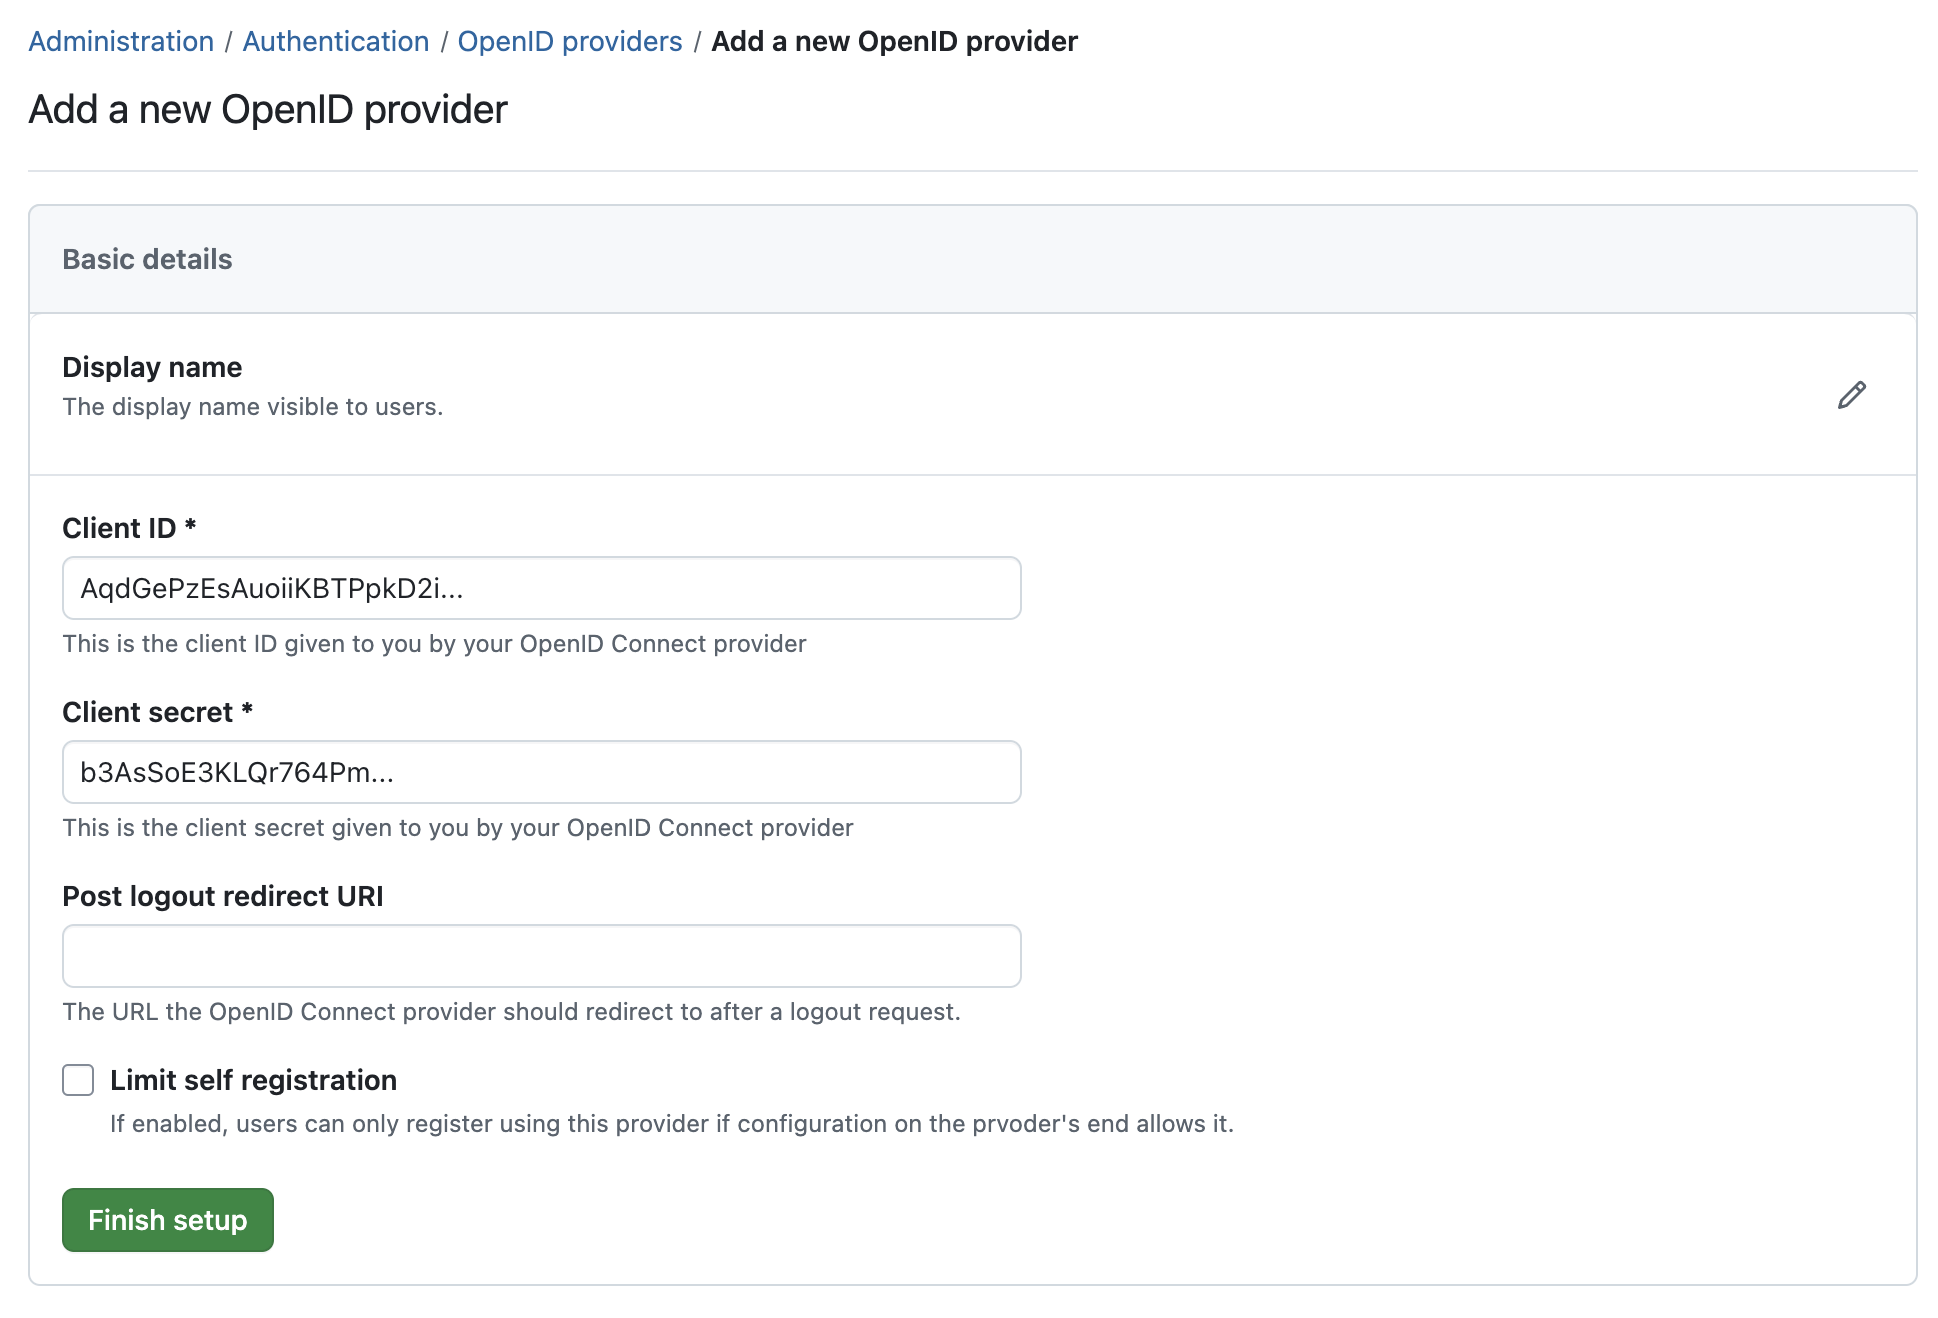 Administration / Authentication / OpenID providers / Add a new OpenID provider
Add a new OpenID provider
Basic details
Display name
The display name visible to users.
Client ID *
AqdGePzEsAuoiiKBTPpkD2i...
This is the client ID given to you by your OpenID Connect provider
Client secret *
b3AsSoE3KLQr764Pm...
This is the client secret given to you by your OpenID Connect provider
Post logout redirect URI
The URL the OpenID Connect provider should redirect to after a logout request.
Limit self registration
If enabled, users can only register using this provider if configuration on the prvoder's end allows it.
Finish setup